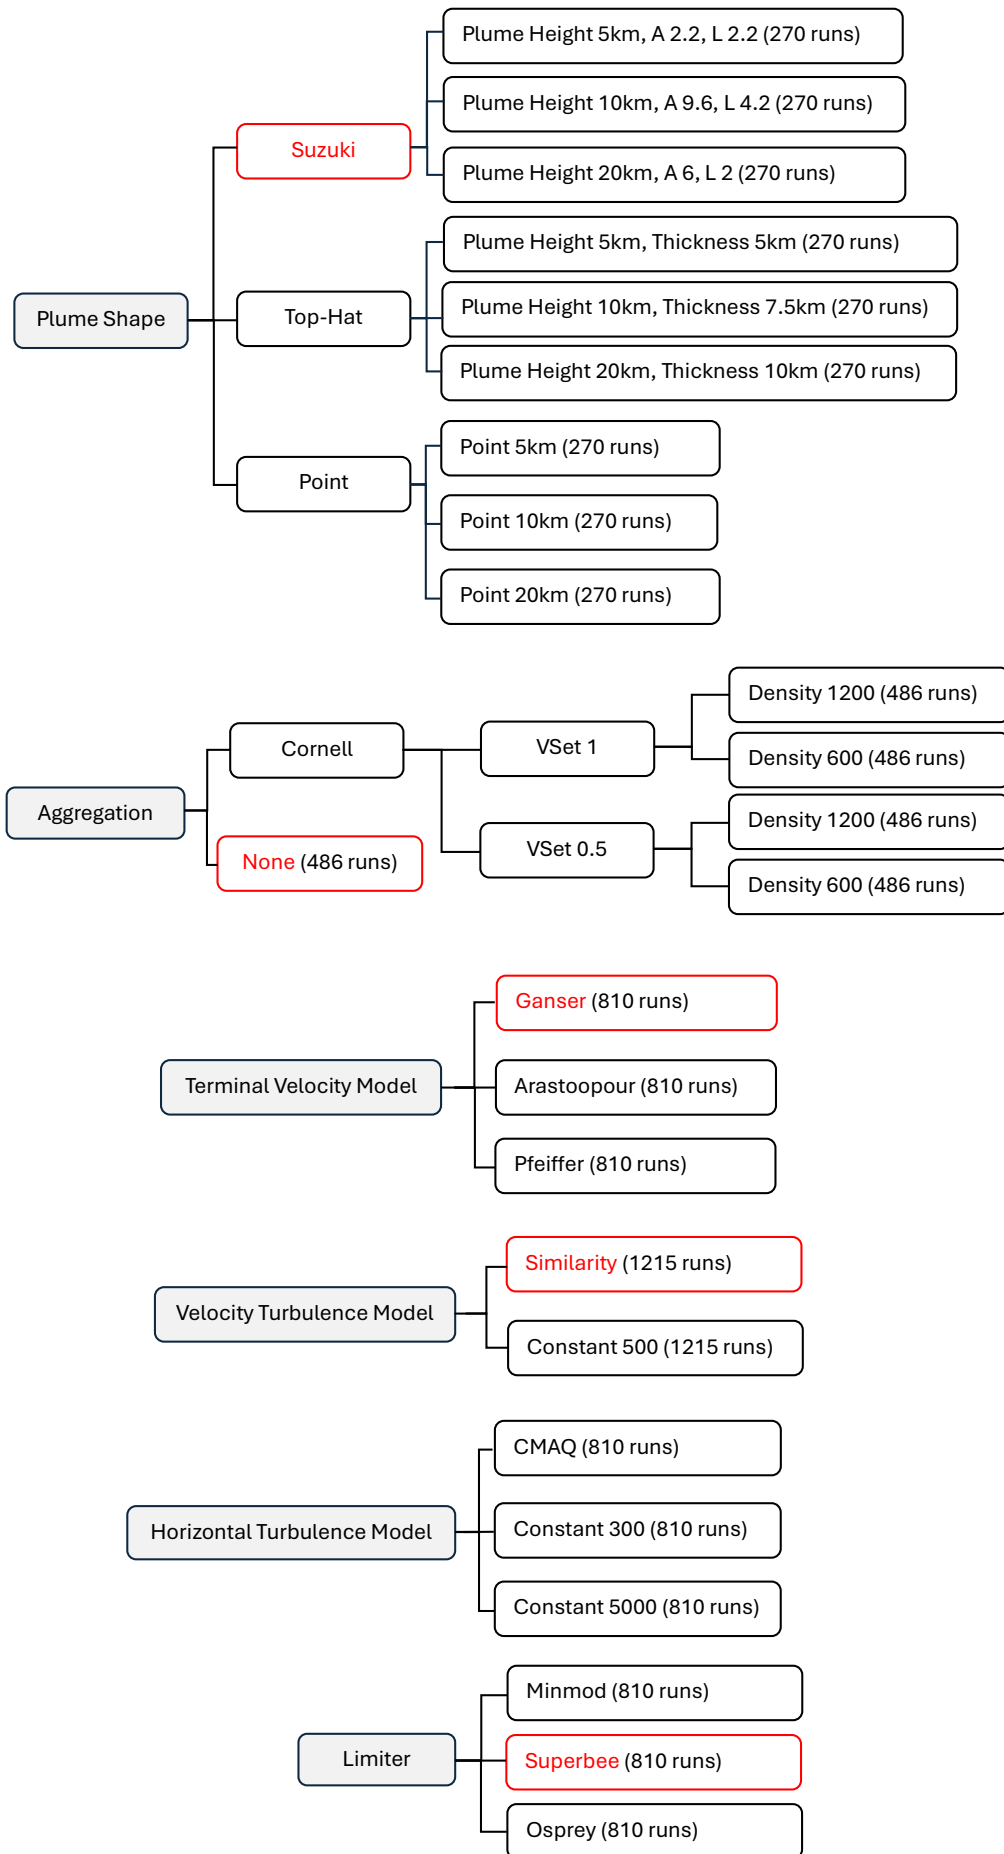 Plume Shape
Suzuki
Plume Height 5km, A 2.2, L 2.2 (270 runs)
Plume Height 10km, A 9.6, L 4.2 (270 runs)
Plume Height 20km, A 6, L 2 (270 runs)
Top-Hat
Plume Height 5km, Thickness 5km (270 runs)
Plume Height 10km, Thickness 7.5km (270 runs)
Plume Height 20km, Thickness 10km (270 runs)
Point
Point 5km (270 runs)
Point 10km (270 runs)
Point 20km (270 runs)
Aggregation
Cornell
VSet 1
Density 1200 (486 runs)
Density 600 (486 runs)
VSet 0.5
Density 1200 (486 runs)
Density 600 (486 runs)
None (486 runs)
Terminal Velocity Model
Ganser (810 runs)
Arastoopour (810 runs)
Pfeiffer (810 runs)
Velocity Turbulence Model
Similarity (1215 runs)
Constant 500 (1215 runs)
Horizontal Turbulence Model
CMAQ (810 runs)
Constant 300 (810 runs)
Constant 5000 (810 runs)
Limiter
Minmod (810 runs)
Superbee (810 runs)
Osprey (810 runs)